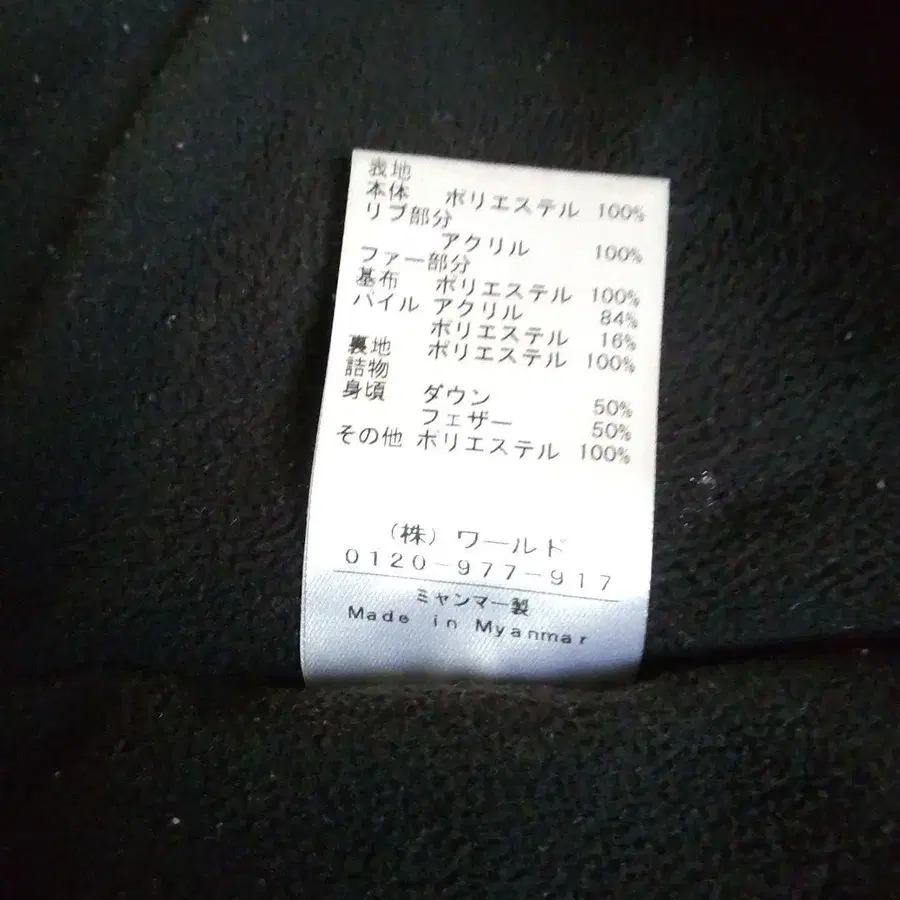 表地
本体 ポリエステル 100%
リブ部分
アクリル 100%
ファー部分
基布 ポリエステル 100%
パイル アクリル 84%
ポリエステル 16%
裏地 ポリエステル 100%
詰物
身頃 ダウン 50%
フェザー 50%
その他 ポリエステル 100%
(株)ワールド
0120-977-917
ミャンマー製
Made in Myanmar